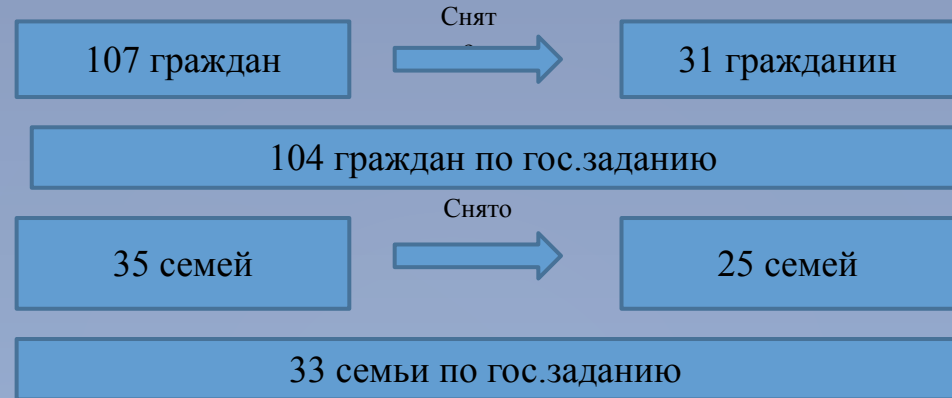 Снят
107 граждан
31 гражданин
104 граждан по гос.заданию
Снято
35 семей
25 семей
33 семьи по гос.заданию